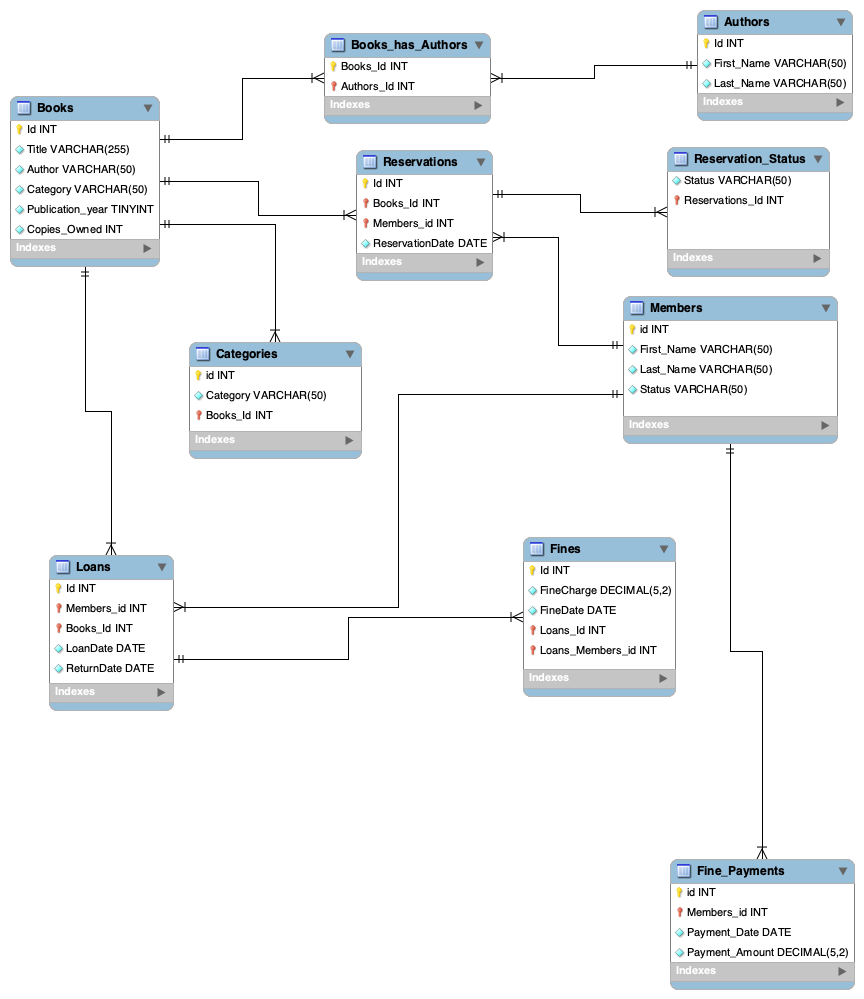 Authors
Id INT
First_Name VARCHAR(50)
Last_Name VARCHAR(50)
Indexes
Books_has_Authors
Books_Id INT
Authors_Id INT
Indexes
Books
Id INT
Title VARCHAR(255)
Author VARCHAR(50)
Category VARCHAR(50)
Publication_year TINYINT
Copies_Owned INT
Indexes
Reservations
Id INT
Books_Id INT
Members_id INT
ReservationDate DATE
Indexes
Reservation_Status
Status VARCHAR(50)
Reservations_Id INT
Indexes
Members
id INT
First_Name VARCHAR(50)
Last_Name VARCHAR(50)
Status VARCHAR(50)
Indexes
Categories
id INT
Category VARCHAR(50)
Books_Id INT
Indexes
Loans
Id INT
Members_id INT
Books_Id INT
LoanDate DATE
ReturnDate DATE
Indexes
Fines
Id INT
FineCharge DECIMAL(5,2)
FineDate DATE
Loans_Id INT
Loans_Members_id INT
Indexes
Fine_Payments
id INT
Members_id INT
Payment_Date DATE
Payment_Amount DECIMAL(5,2)
Indexes